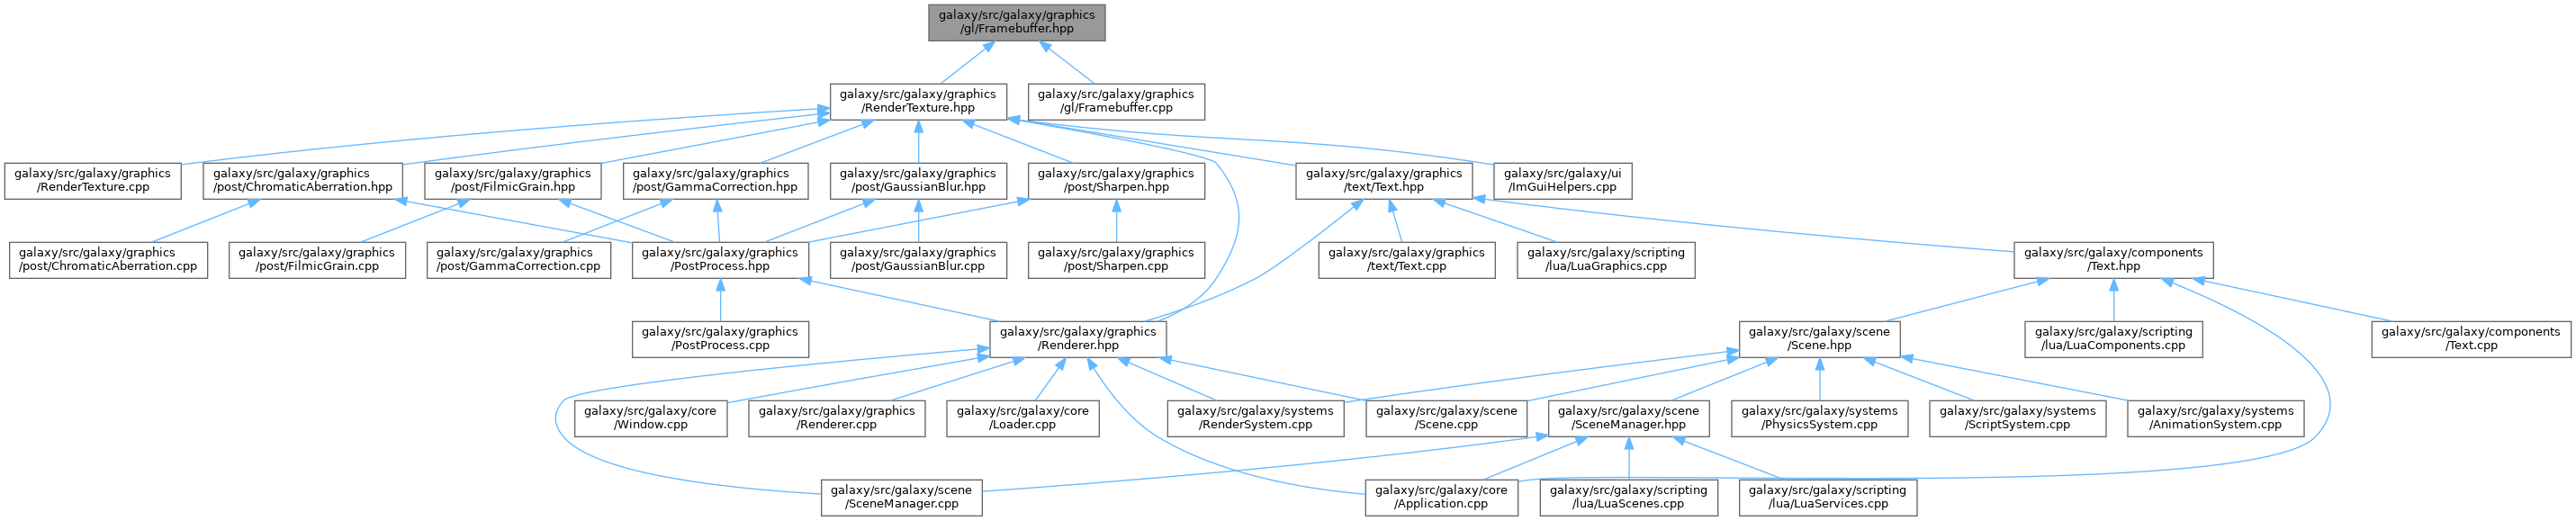 galaxy/src/galaxy/graphics
/gl/Framebuffer.hpp
galaxy/src/galaxy/graphics
/RenderTexture.hpp
galaxy/src/galaxy/graphics
/gl/Framebuffer.cpp
galaxy/src/galaxy/graphics
/RenderTexture.cpp
galaxy/src/galaxy/graphics
/post/ChromaticAberration.hpp
galaxy/src/galaxy/graphics
/post/FilmicGrain.hpp
galaxy/src/galaxy/graphics
/post/GammaCorrection.hpp
galaxy/src/galaxy/graphics
/post/GaussianBlur.hpp
galaxy/src/galaxy/graphics
/post/Sharpen.hpp
galaxy/src/galaxy/graphics
/text/Text.hpp
galaxy/src/galaxy/ui
/ImGuiHelpers.cpp
galaxy/src/galaxy/graphics
/post/ChromaticAberration.cpp
galaxy/src/galaxy/graphics
/post/FilmicGrain.cpp
galaxy/src/galaxy/graphics
/post/GammaCorrection.cpp
galaxy/src/galaxy/graphics
/PostProcess.hpp
galaxy/src/galaxy/graphics
/post/GaussianBlur.cpp
galaxy/src/galaxy/graphics
/post/Sharpen.cpp
galaxy/src/galaxy/graphics
/text/Text.cpp
galaxy/src/galaxy/scripting
/lua/LuaGraphics.cpp
galaxy/src/galaxy/components
/Text.hpp
galaxy/src/galaxy/graphics
/PostProcess.cpp
galaxy/src/galaxy/graphics
/Renderer.hpp
galaxy/src/galaxy/scene
/Scene.hpp
galaxy/src/galaxy/scripting
/lua/LuaComponents.cpp
galaxy/src/galaxy/components
/Text.cpp
galaxy/src/galaxy/core
/Window.cpp
galaxy/src/galaxy/graphics
/Renderer.cpp
galaxy/src/galaxy/core
/Loader.cpp
galaxy/src/galaxy/systems
/RenderSystem.cpp
galaxy/src/galaxy/scene
/Scene.cpp
galaxy/src/galaxy/scene
/SceneManager.hpp
galaxy/src/galaxy/systems
/PhysicsSystem.cpp
galaxy/src/galaxy/systems
/ScriptSystem.cpp
galaxy/src/galaxy/systems
/AnimationSystem.cpp
galaxy/src/galaxy/scene
/SceneManager.cpp
galaxy/src/galaxy/core
/Application.cpp
galaxy/src/galaxy/scripting
/lua/LuaScenes.cpp
galaxy/src/galaxy/scripting
/lua/LuaServices.cpp